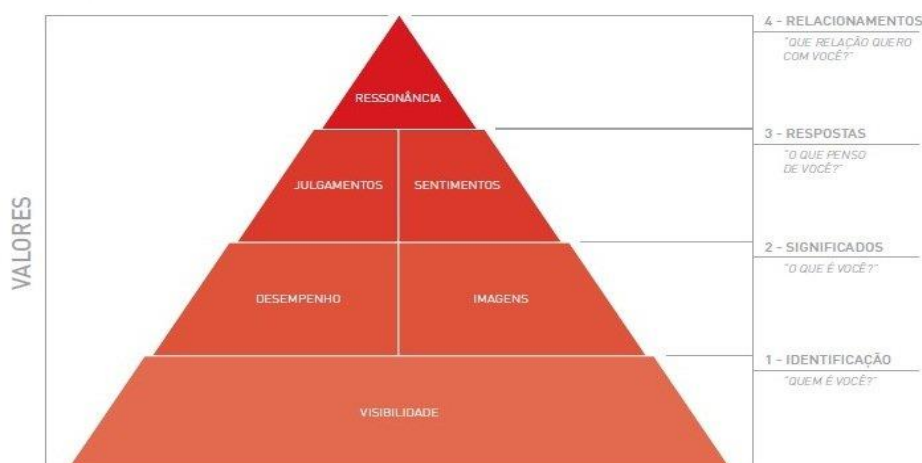 4 - RELACIONAMENTOS
"QUE RELAÇÃO QUERO
COM VOCÊ?"
RESSONÂNCIA
3 - RESPOSTAS
"O QUE PENSO
DE VOCÊ?"
JULGAMENTOS
SENTIMENTOS
VALORES
2 - SIGNIFICADOS
"O QUE É VOCÊ?"
DESEMPENHO
IMAGENS
1 - IDENTIFICAÇÃO
"QUEM É VOCÊ?"
VISIBILIDADE